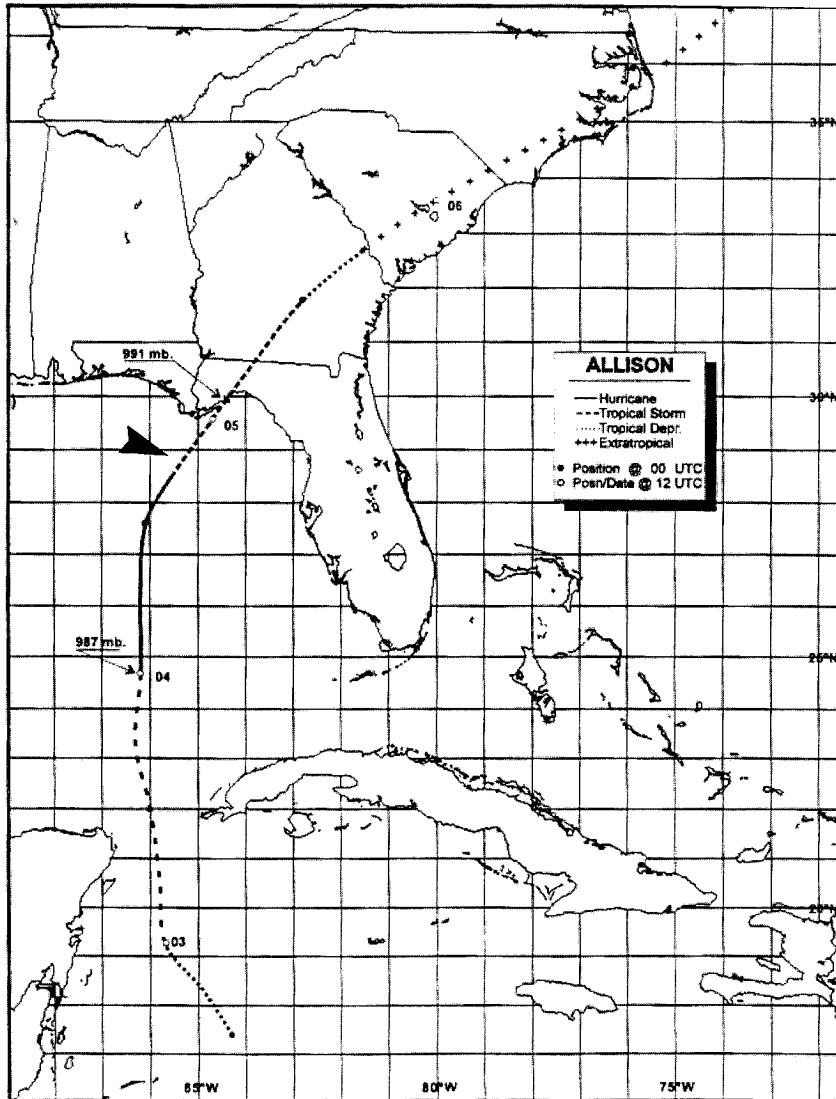 35°N
06
991 mb.
ALLISON
Hurricane
Tropical Storm
Tropical Depr.
Extratropical
Position @ 00 UTC
Posn/Date @ 12 UTC
30°N
05
987 mb.
25°N
04
20°N
03
85°W
80°W
75°W